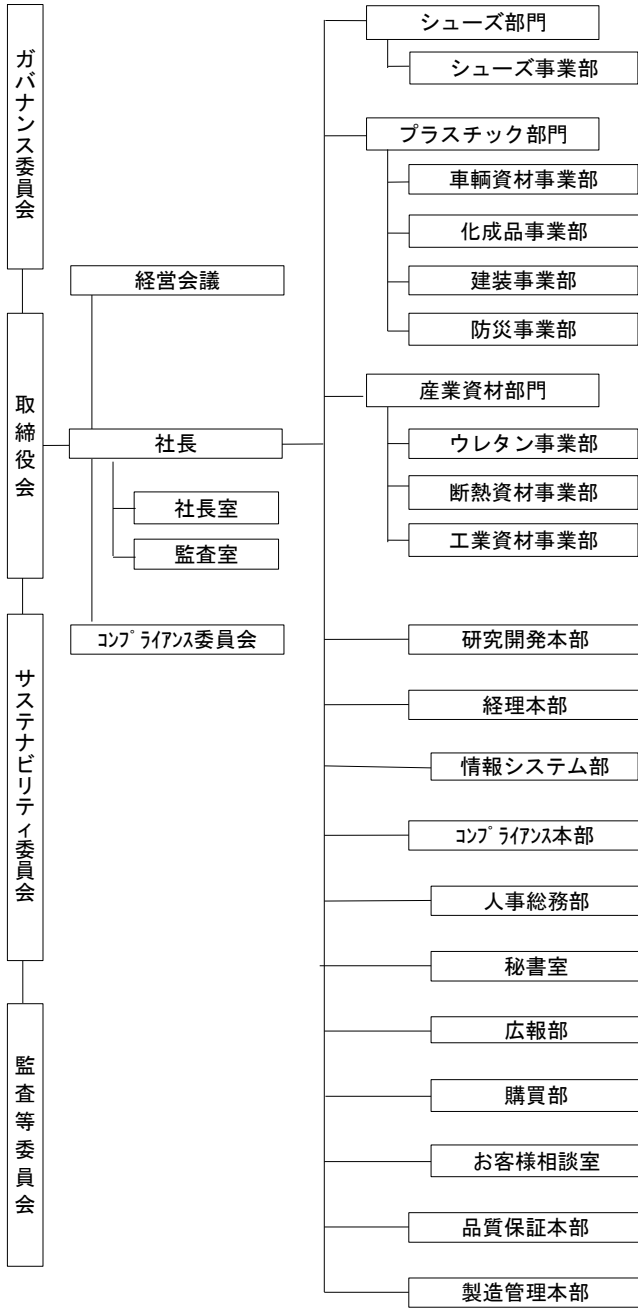 ガバナンス委員会
取締役会
サステナビリティ委員会
監査等委員会
経営会議
社長
社長室
監査室
ｺﾝﾌﾟﾗｲｱﾝｽ委員会
シューズ部門
シューズ事業部
プラスチック部門
車輌資材事業部
化成品事業部
建装事業部
防災事業部
産業資材部門
ウレタン事業部
断熱資材事業部
工業資材事業部
研究開発本部
経理本部
情報システム部
ｺﾝﾌﾟﾗｲｱﾝｽ本部
人事総務部
秘書室
広報部
購買部
お客様相談室
品質保証本部
製造管理本部